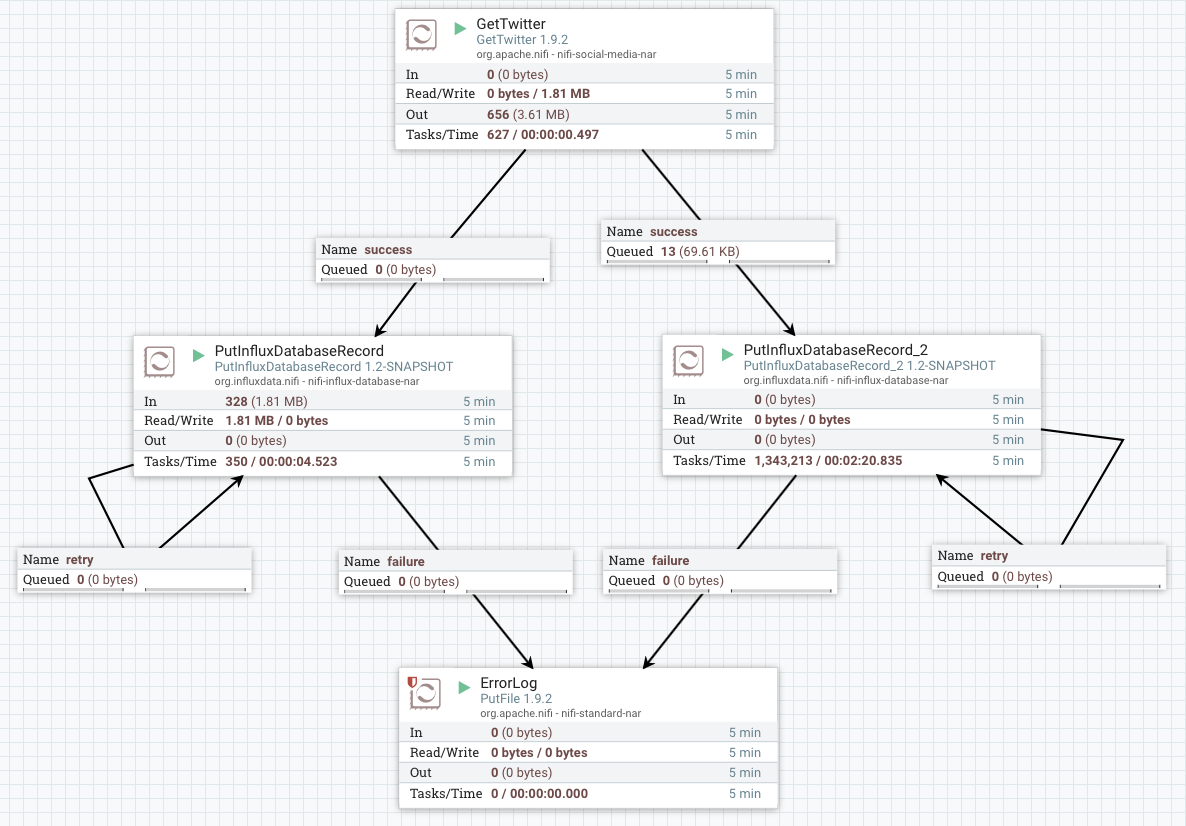 GetTwitter
GetTwitter 1.9.2
org.apache.nifi - nifi-social-media-nar
In 0 (0 bytes) 5 min
Read/Write 0 bytes / 1.81 MB 5 min
Out 656 (3.61 MB) 5 min
Tasks/Time 627 / 00:00:00.497 5 min
Name success
Queued 0 (0 bytes)
Name success
Queued 13 (69.61 KB)
PutInfluxDatabaseRecord
PutInfluxDatabaseRecord 1.2-SNAPSHOT
org.influxdata.nifi - nifi-influx-database-nar
In 328 (1.81 MB) 5 min
Read/Write 1.81 MB / 0 bytes 5 min
Out 0 (0 bytes) 5 min
Tasks/Time 350 / 00:00:04.523 5 min
PutInfluxDatabaseRecord_2
PutInfluxDatabaseRecord_2 1.2-SNAPSHOT
org.influxdata.nifi - nifi-influx-database-nar
In 0 (0 bytes) 5 min
Read/Write 0 bytes / 0 bytes 5 min
Out 0 (0 bytes) 5 min
Tasks/Time 1,343,213 / 00:02:20.835 5 min
Name retry
Queued 0 (0 bytes)
Name failure
Queued 0 (0 bytes)
Name failure
Queued 0 (0 bytes)
Name retry
Queued 0 (0 bytes)
ErrorLog
PutFile 1.9.2
org.apache.nifi - nifi-standard-nar
In 0 (0 bytes) 5 min
Read/Write 0 bytes / 0 bytes 5 min
Out 0 (0 bytes) 5 min
Tasks/Time 0 / 00:00:00.000 5 min